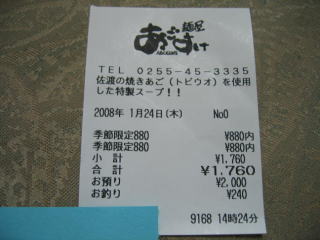 麺屋
あごすけ
AGOSUKE
TEL 0255-45-3335
佐渡の焼きあご(トビウオ)を使用
した特製スープ!!
2008年 1月24日(木) No0
季節限定880 ¥880内
季節限定880 ¥880内
小 計 ¥1,760
合 計 ¥1,760
お預り ¥2,000
お釣り ¥240
9168 14時24分